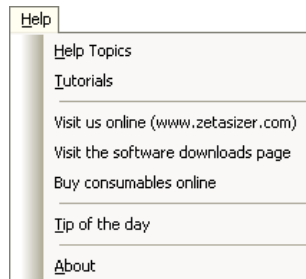 Help
Help Topics
Tutorials
Visit us online (www.zetasizer.com)
Visit the software downloads page
Buy consumables online
Tip of the day
About